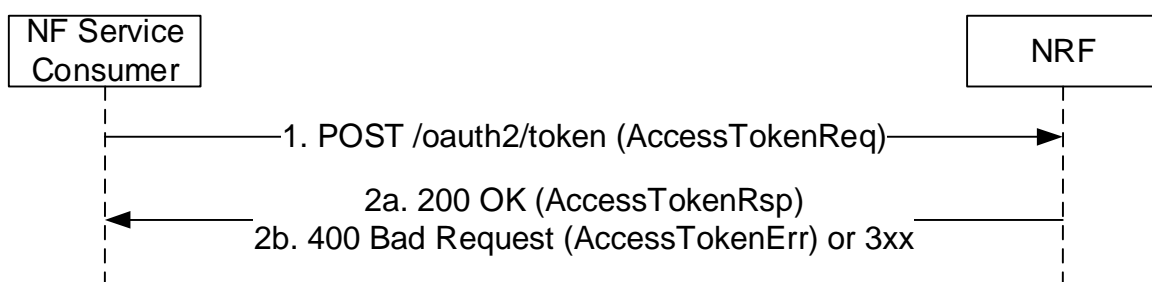 NF Service
Consumer
NRF
1. POST /oauth2/token (AccessTokenReq)
2a. 200 OK (AccessTokenRsp)
2b. 400 Bad Request (AccessTokenErr) or 3xx